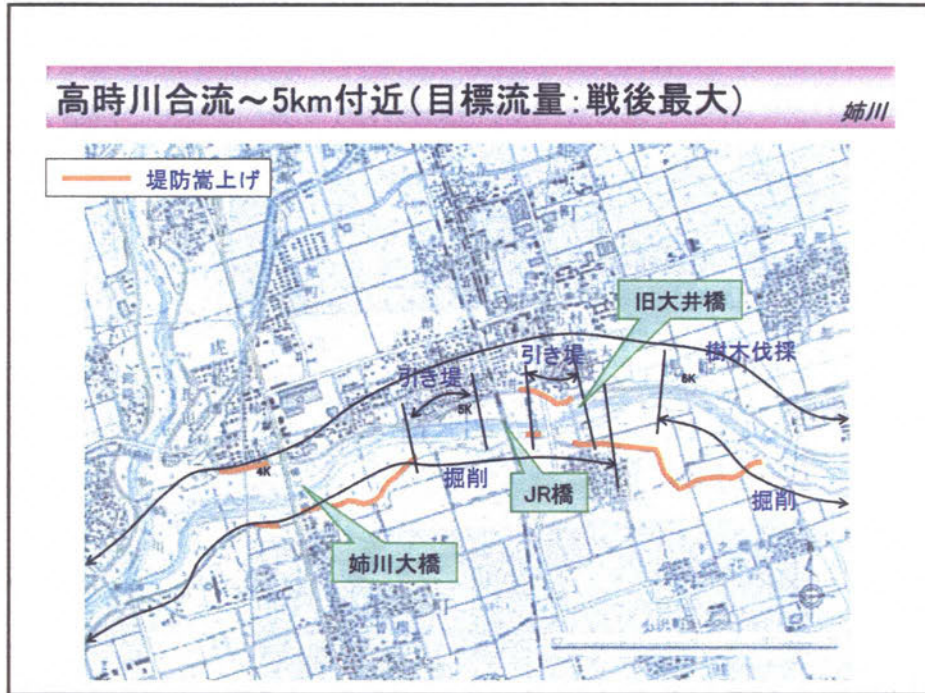 高時川合流～5km付近(目標流量:戦後最大)
姉川
堤防嵩上げ
旧大井橋
引き堤
樹木伐採
引き堤
6K
5K
4K
掘削
JR橋
掘削
姉川大橋